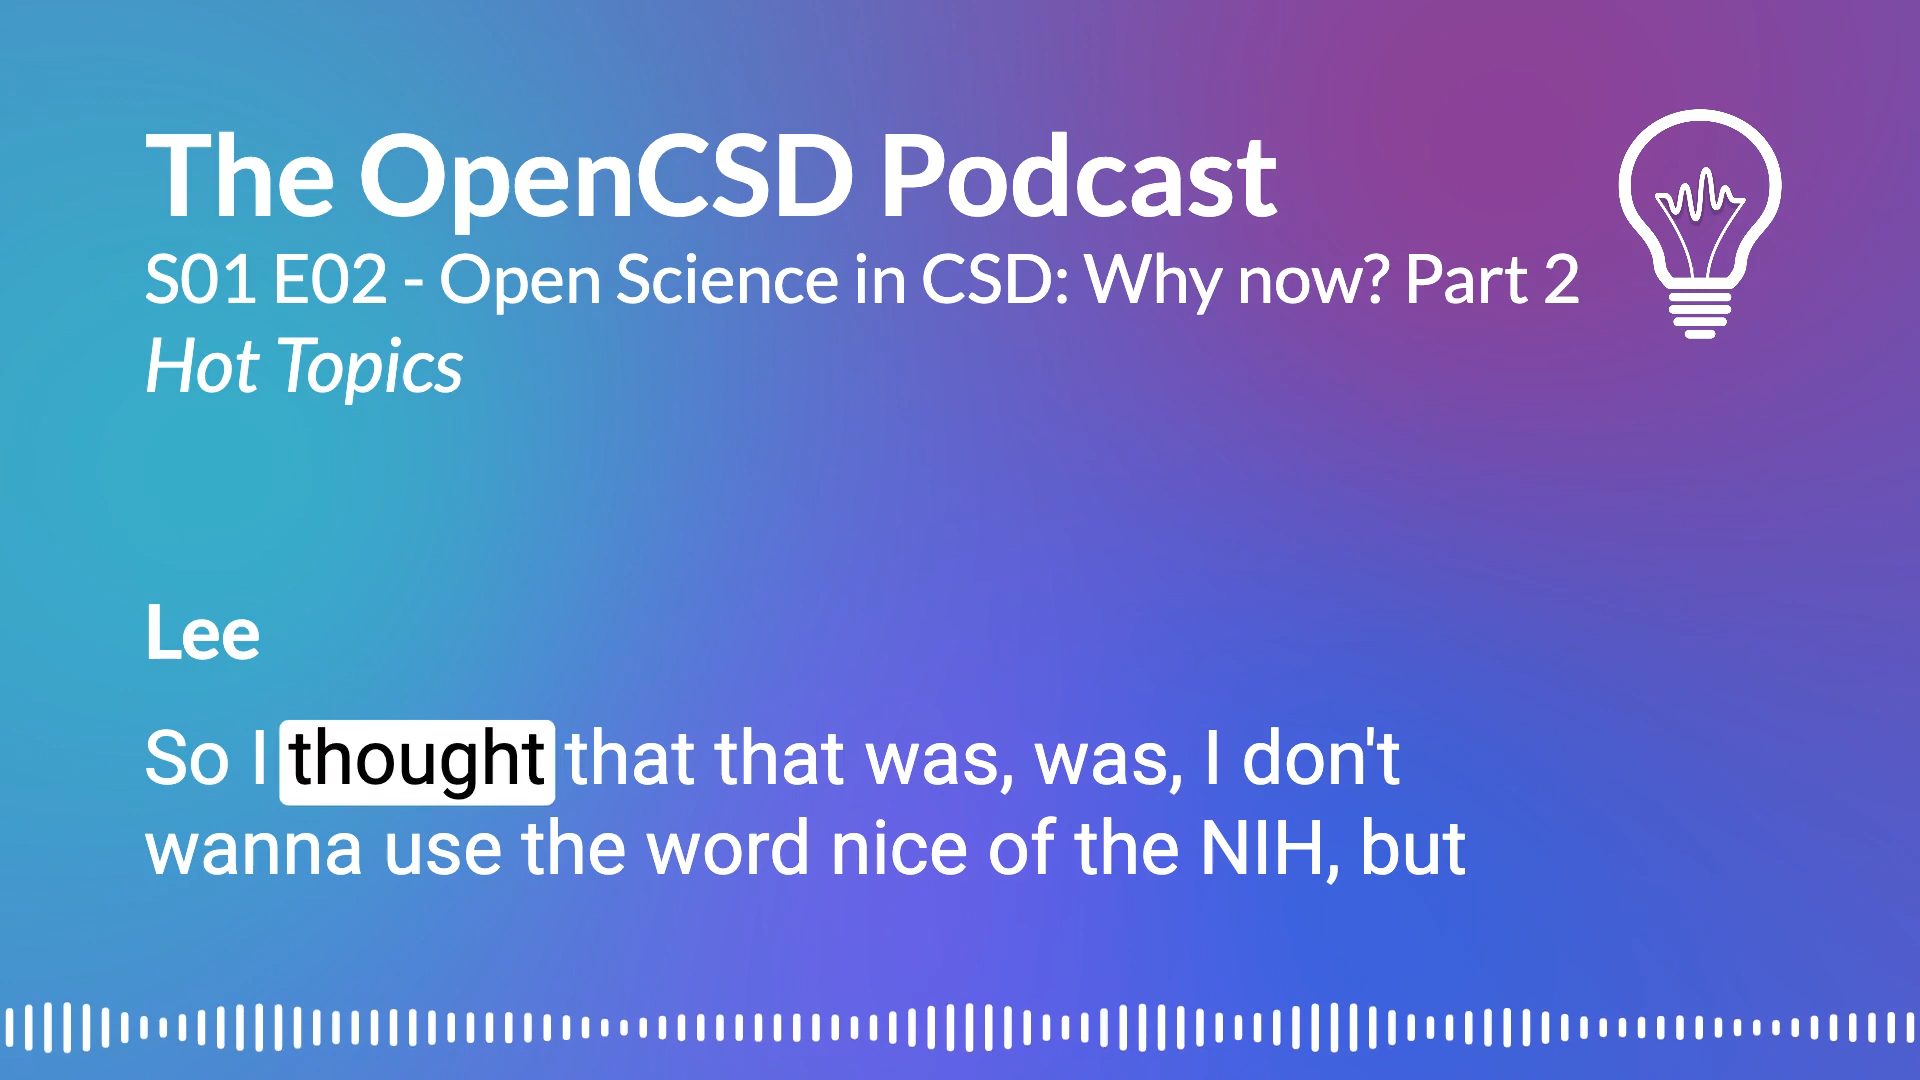 The OpenCSD Podcast
S01 E02 - Open Science in CSD: Why now? Part 2
Hot Topics
Lee
So I thought that that was, was, I don't
wanna use the word nice of the NIH, but